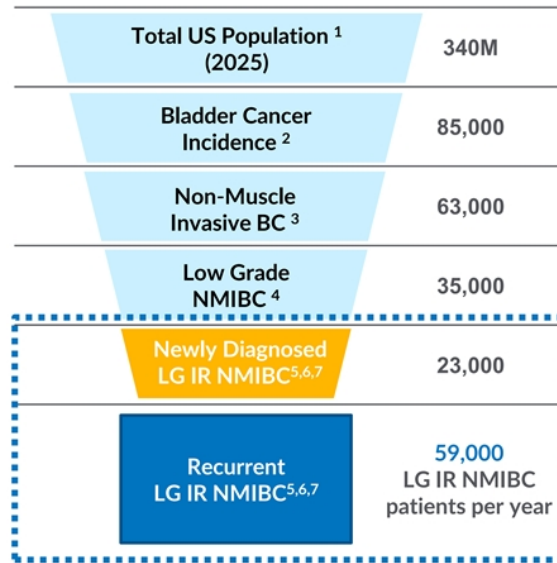 Total US Population 1
(2025)
340M
Bladder Cancer
Incidence 2
85,000
Non-Muscle
Invasive BC 3
63,000
Low Grade
NMIBC 4
35,000
Newly Diagnosed
LG IR NMIBC5,6,7
23,000
Recurrent
LG IR NMIBC5,6,7
59,000
LG IR NMIBC
patients per year